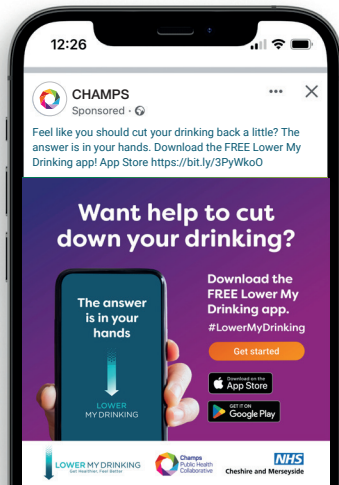 12:26
CHAMPS
Sponsored ·
Feel like you should cut your drinking back a little? The
answer is in your hands. Download the FREE Lower My
Drinking app! App Store https://bit.ly/3PyWkoO
Want help to cut
down your drinking?
The answer
is in your
hands
LOWER
MY DRINKING
Download the
FREE Lower My
Drinking app.
#LowerMyDrinking
Get started
Download on the
App Store
GET IT ON
Google Play
LOWER MY DRINKING
Get Healthier, Feel Better
Champs
Public Health
Collaborative
NHS
Cheshire and Merseyside